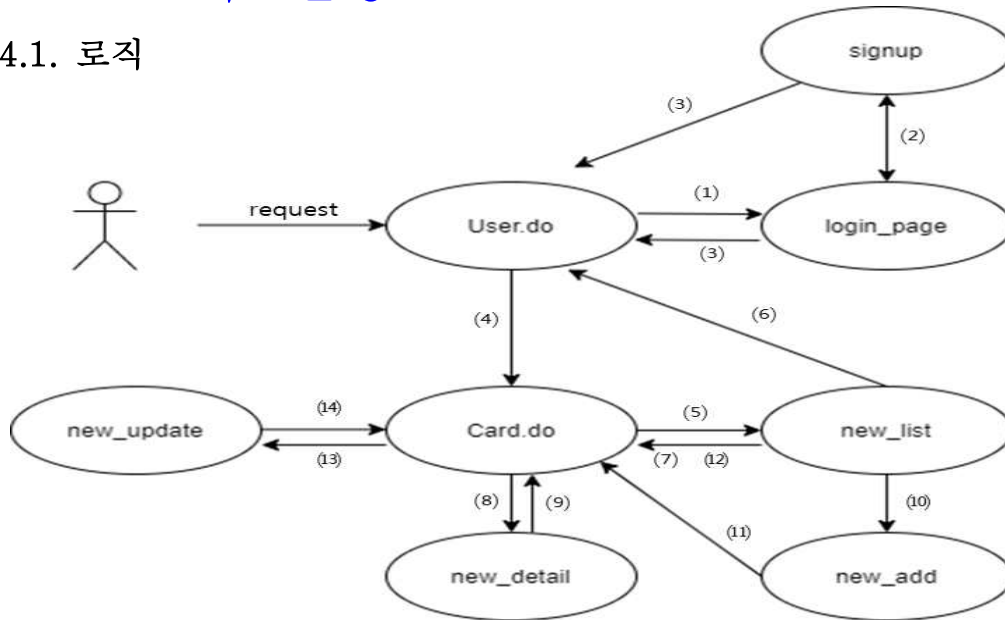 4.1. 로직
signup
(3)
(2)
request
User.do
(1)
login_page
(3)
(4)
(6)
new_update
(14)
Card.do
(5)
new_list
(13)
(7)
(12)
(8)
(9)
(10)
(11)
new_detail
new_add